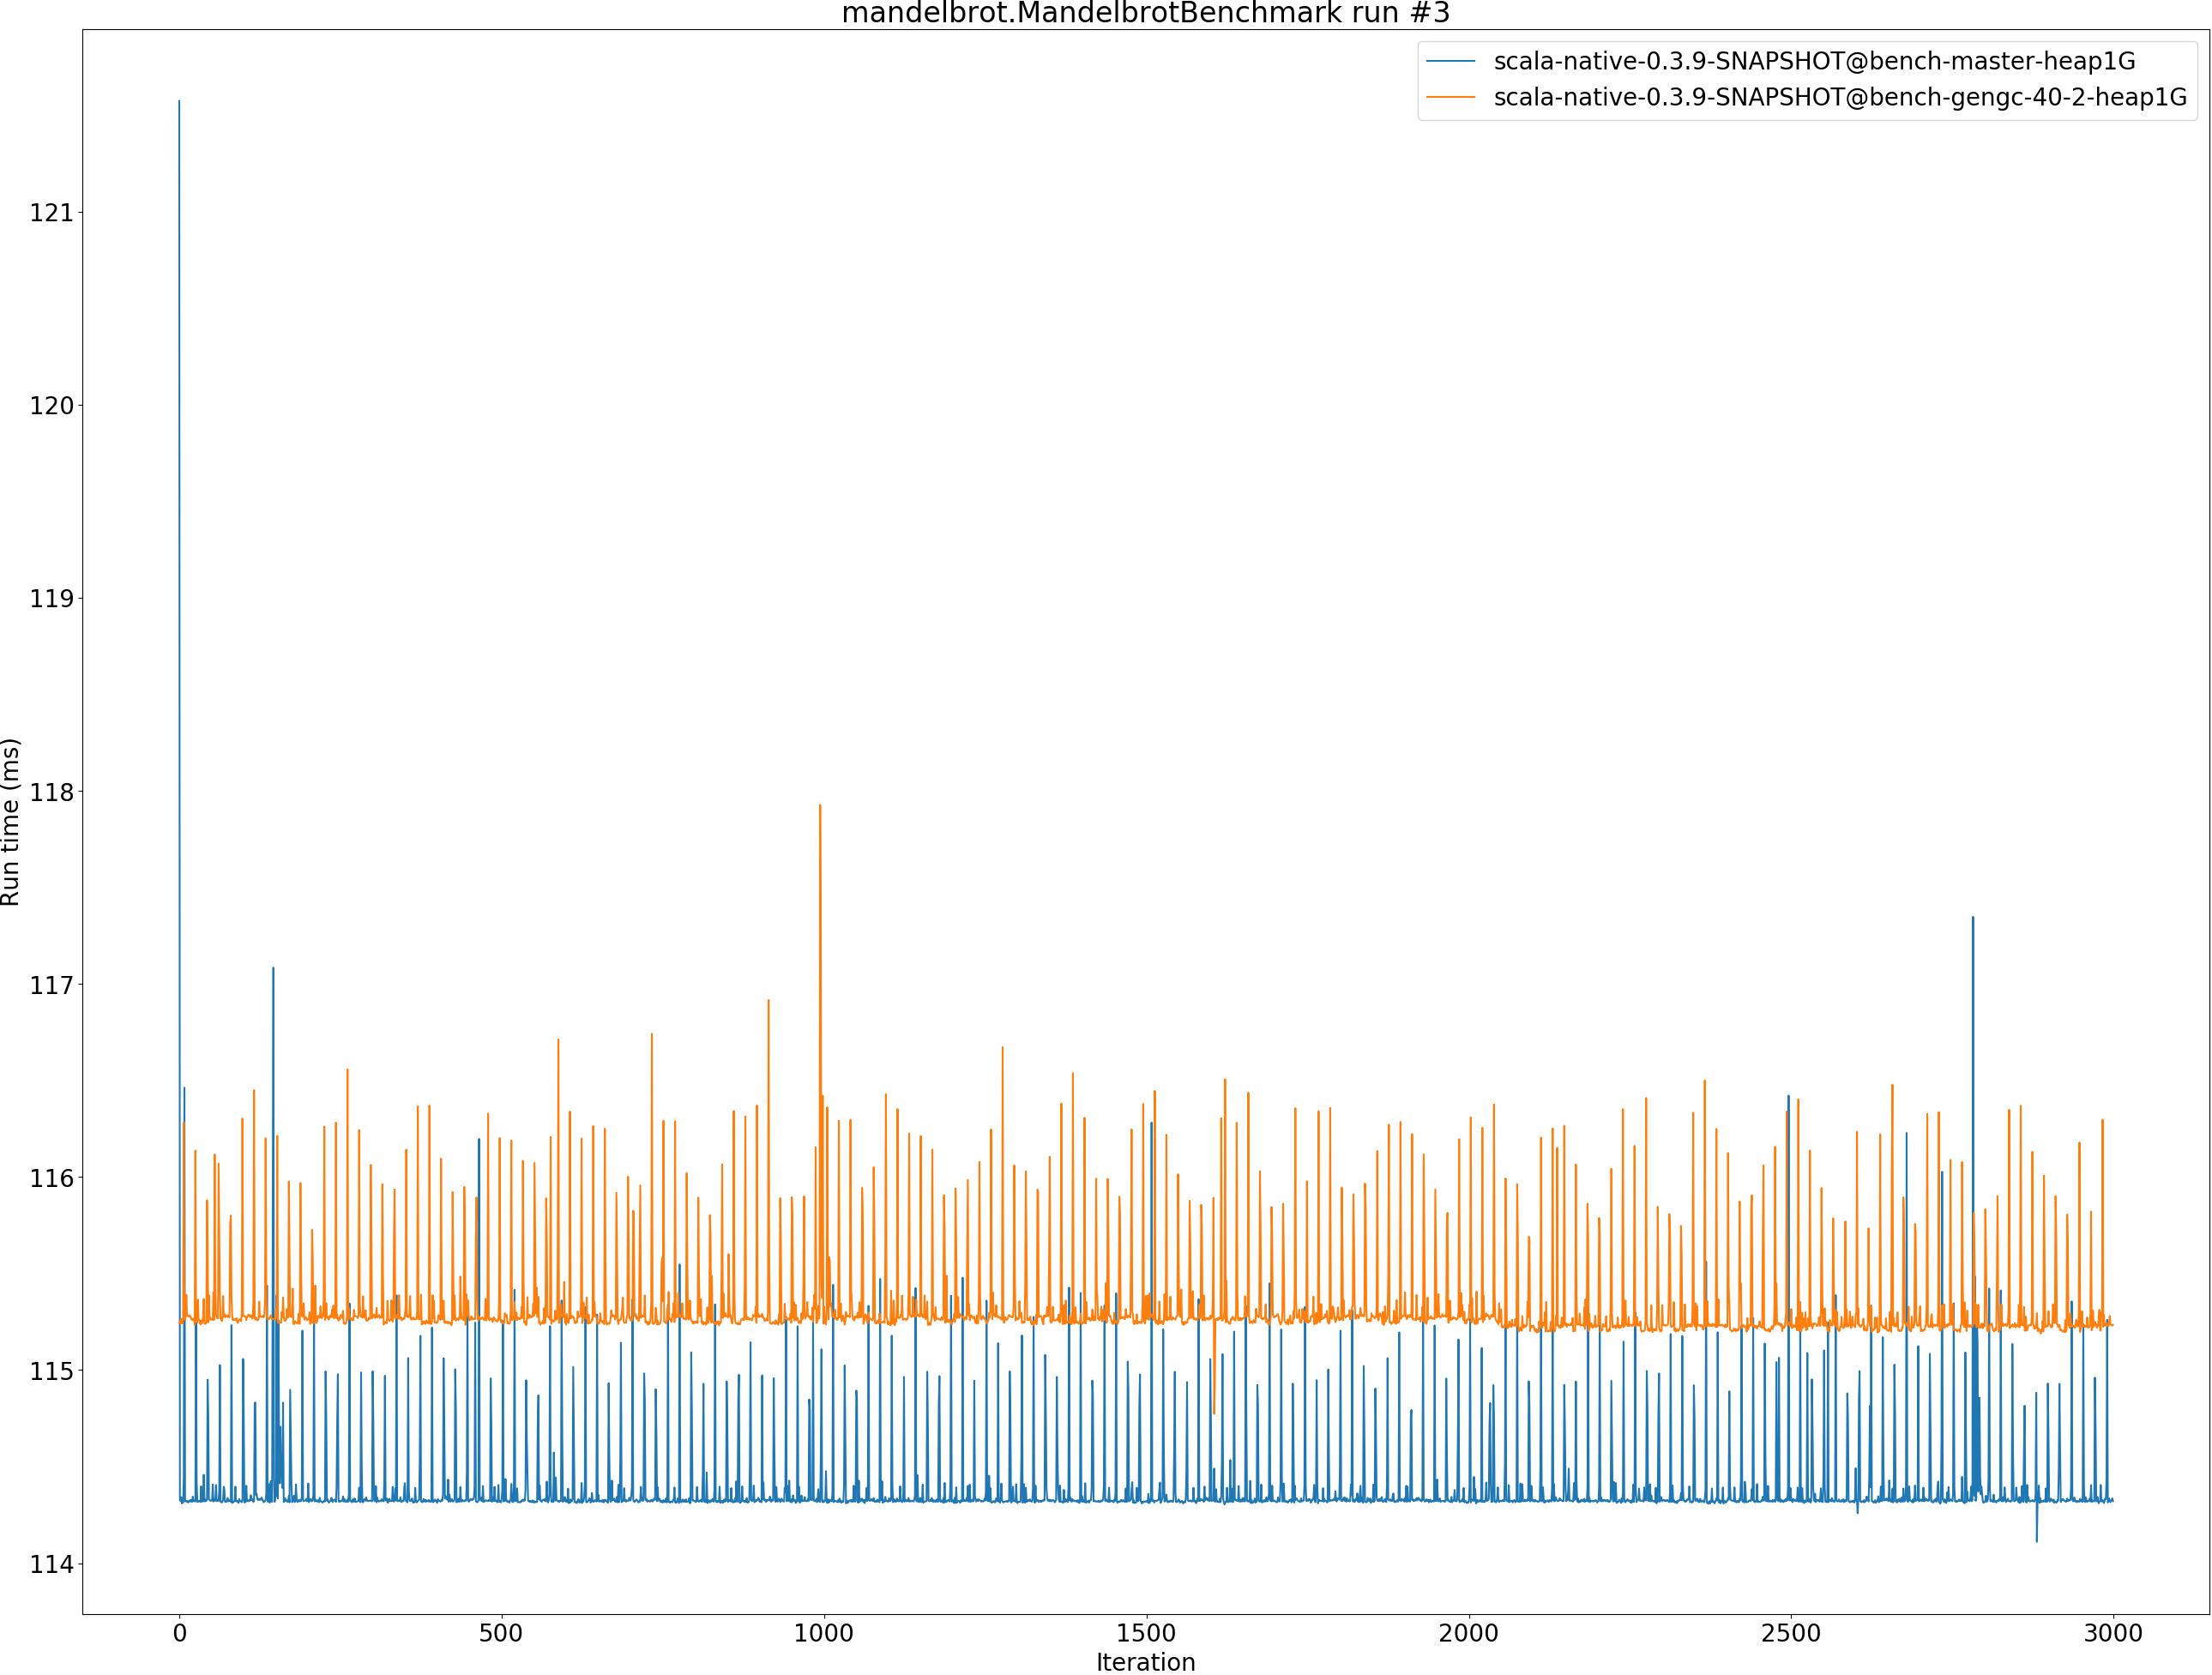 mandelbrot.MandelbrotBenchmark run #3
scala-native-0.3.9-SNAPSHOT@bench-master-heap1G
scala-native-0.3.9-SNAPSHOT@bench-gengc-40-2-heap1G
121
120
119
118
117
116
115
114
Run time (ms)
0 500 1000 1500 2000 2500 3000
Iteration